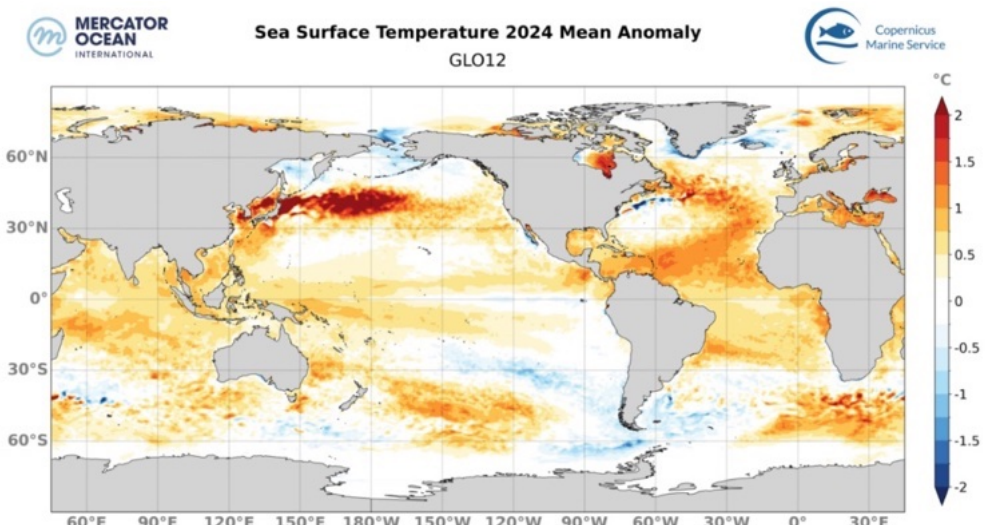 MERCATOR
OCEAN
INTERNATIONAL
Sea Surface Temperature 2024 Mean Anomaly
GLO12
Copernicus
Marine Service
°C
2
1.5
1
0.5
0
-0.5
-1
-1.5
-2
60°N
30°N
0°
30°S
60°S
60°E 90°E 120°E 150°E 180°W 150°W 120°W 90°W 60°W 30°W 0° 30°E